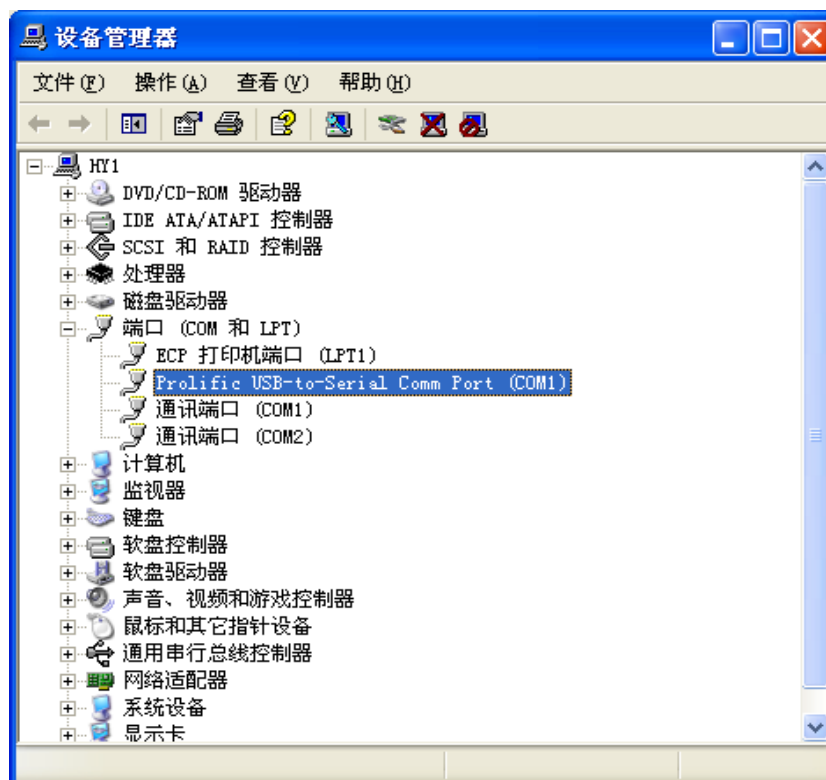 设备管理器
文件(F) 操作(A) 查看(V) 帮助(H)
HY1
DVD/CD-ROM 驱动器
IDE ATA/ATAPI 控制器
SCSI 和 RAID 控制器
处理器
磁盘驱动器
端口 (COM 和 LPT)
ECP 打印机端口 (LPT1)
Prolific USB-to-Serial Comm Port (COM1)
通讯端口 (COM1)
通讯端口 (COM2)
计算机
监视器
键盘
软盘控制器
软盘驱动器
声音、视频和游戏控制器
鼠标和其它指针设备
通用串行总线控制器
网络适配器
系统设备
显示卡